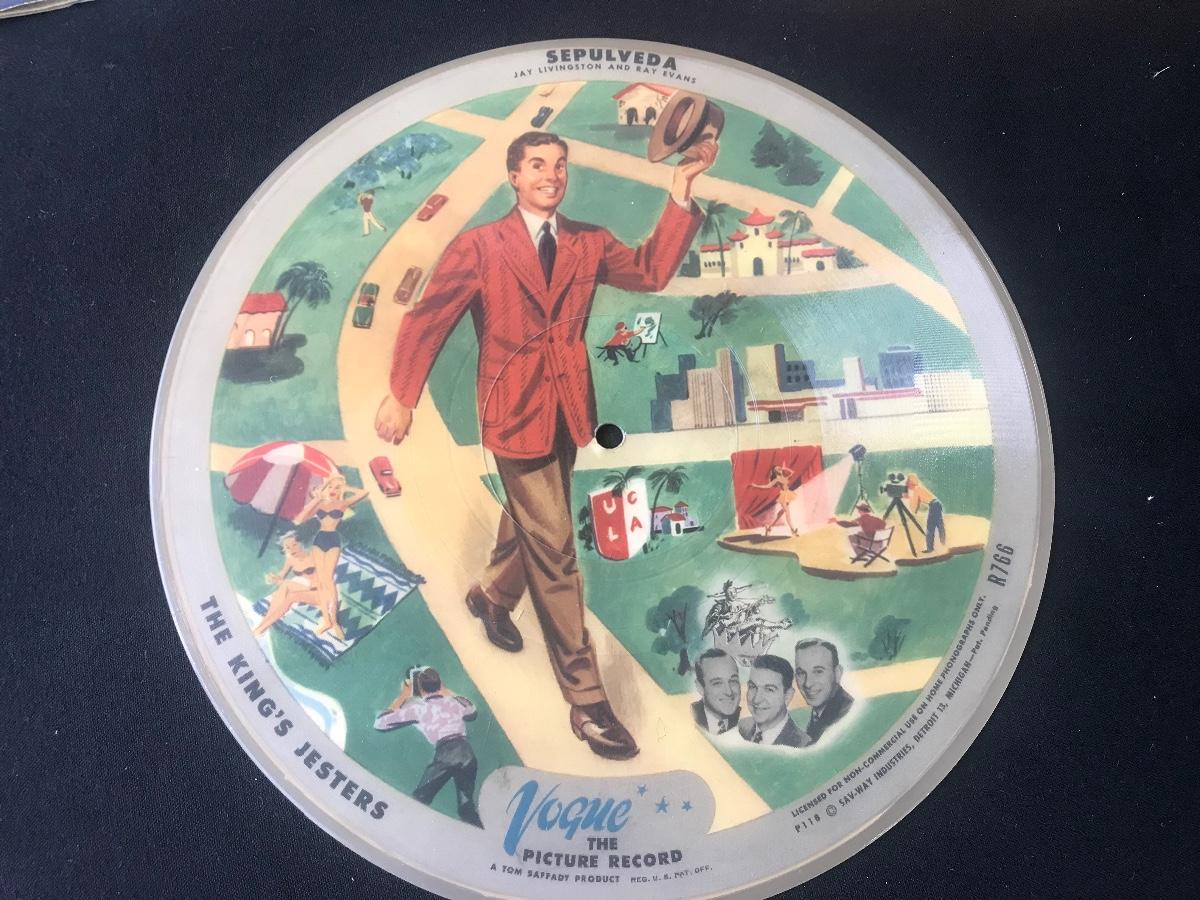 SEPULVEDA
JAY LIVINGSTON AND RAY EVANS
U C
L A
R766
THE KING'S JESTERS
LICENSED FOR NON-COMMERCIAL USE ON HOME PHONOGRAPHS ONLY.
P118 © SAV-WAY INDUSTRIES, DETROIT 13, MICHIGAN—Pat. Pending
Vogue
THE
PICTURE RECORD
A TOM SAFFADY PRODUCT REG. U. S. PAT. OFF.